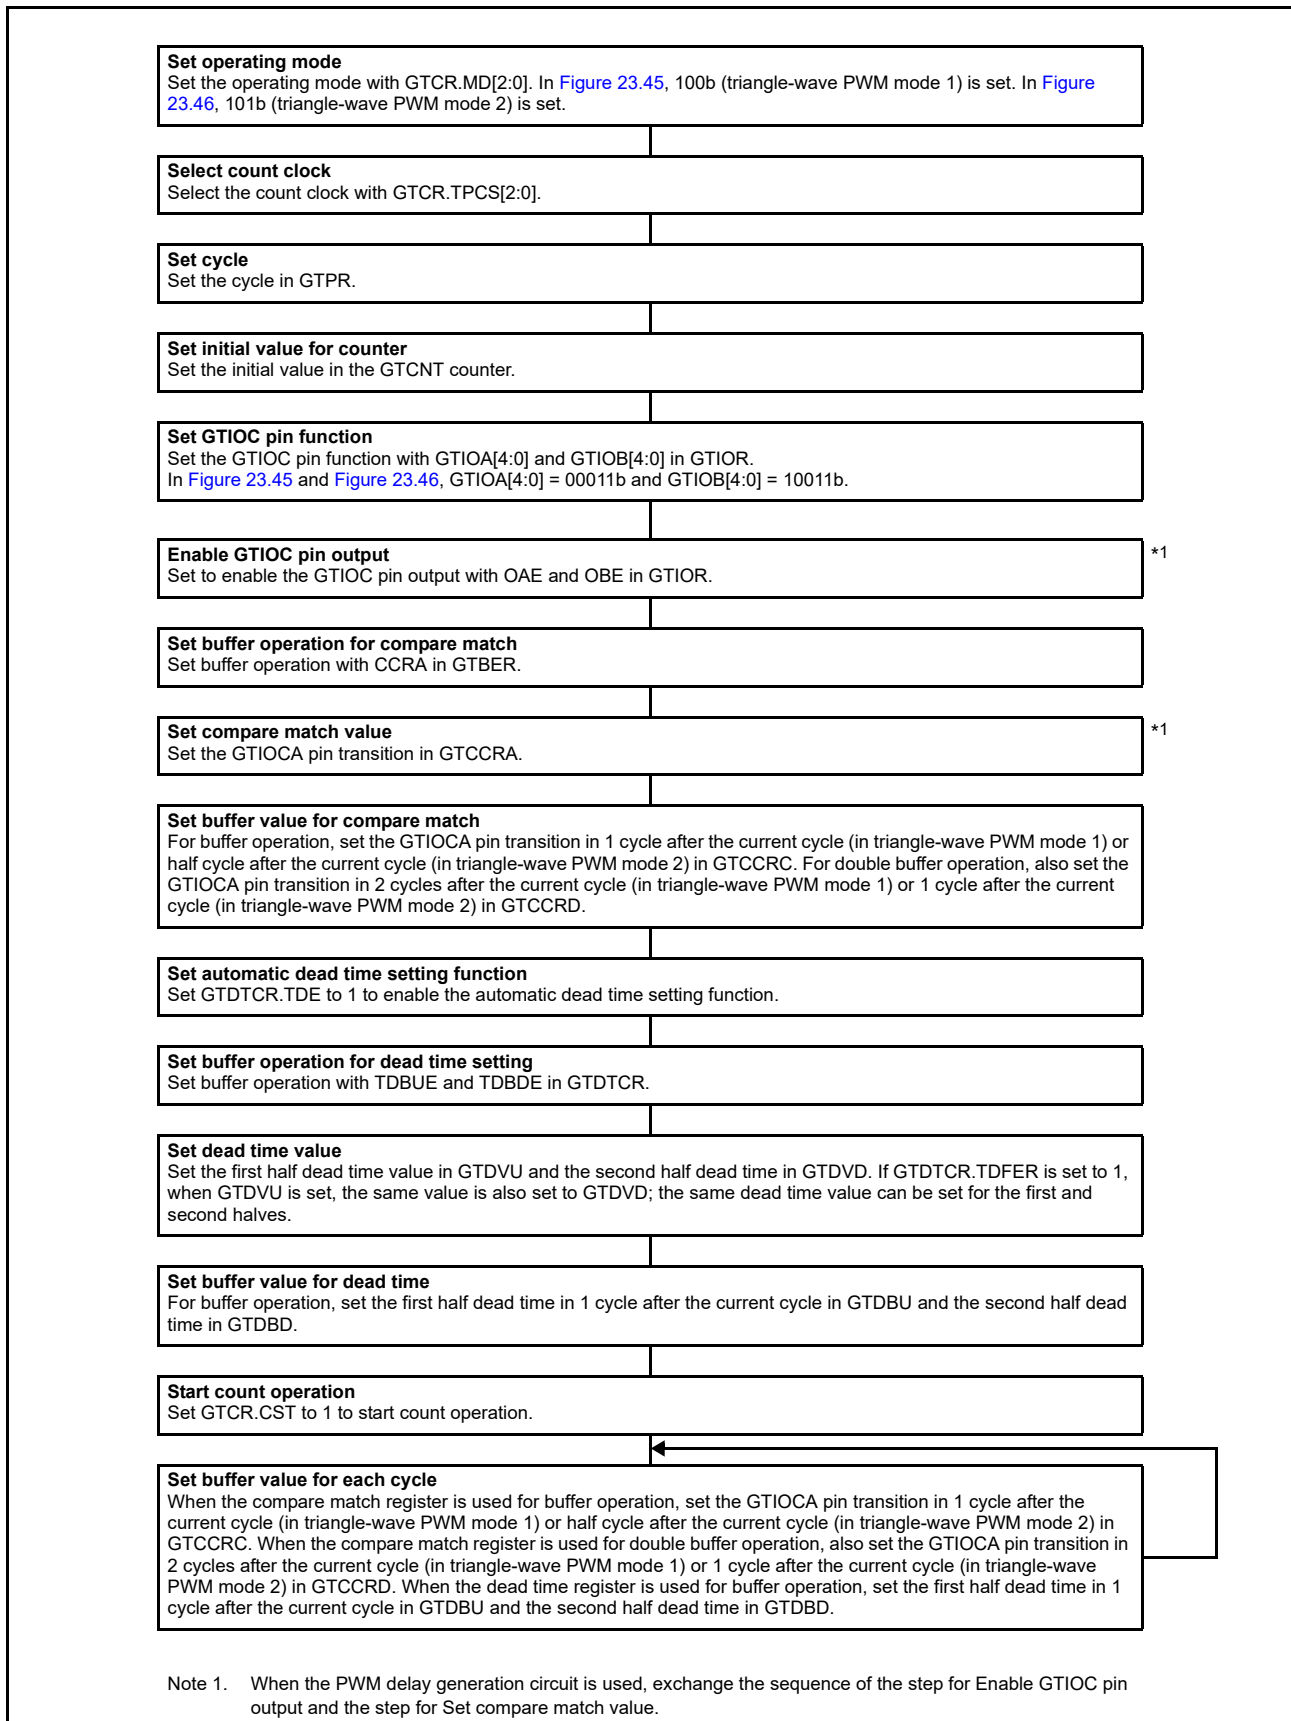 Set operating mode
Set the operating mode with GTCR.MD[2:0]. In Figure 23.45, 100b (triangle-wave PWM mode 1) is set. In Figure
23.46, 101b (triangle-wave PWM mode 2) is set.
Select count clock
Select the count clock with GTCR.TPCS[2:0].
Set cycle
Set the cycle in GTPR.
Set initial value for counter
Set the initial value in the GTCNT counter.
Set GTIOC pin function
Set the GTIOC pin function with GTIOA[4:0] and GTIOB[4:0] in GTIOR.
In Figure 23.45 and Figure 23.46, GTIOA[4:0] = 00011b and GTIOB[4:0] = 10011b.
Enable GTIOC pin output
*1
Set to enable the GTIOC pin output with OAE and OBE in GTIOR.
Set buffer operation for compare match
Set buffer operation with CCRA in GTBER.
Set compare match value
*1
Set the GTIOCA pin transition in GTCCRA.
Set buffer value for compare match
For buffer operation, set the GTIOCA pin transition in 1 cycle after the current cycle (in triangle-wave PWM mode 1) or
half cycle after the current cycle (in triangle-wave PWM mode 2) in GTCCRC. For double buffer operation, also set the
GTIOCA pin transition in 2 cycles after the current cycle (in triangle-wave PWM mode 1) or 1 cycle after the current
cycle (in triangle-wave PWM mode 2) in GTCCRD.
Set automatic dead time setting function
Set GTDTCR.TDE to 1 to enable the automatic dead time setting function.
Set buffer operation for dead time setting
Set buffer operation with TDBUE and TDBDE in GTDTCR.
Set dead time value
Set the first half dead time value in GTDVU and the second half dead time in GTDVD. If GTDTCR.TDFER is set to 1,
when GTDVU is set, the same value is also set to GTDVD; the same dead time value can be set for the first and
second halves.
Set buffer value for dead time
For buffer operation, set the first half dead time in 1 cycle after the current cycle in GTDBU and the second half dead
time in GTDBD.
Start count operation
Set GTCR.CST to 1 to start count operation.
Set buffer value for each cycle
When the compare match register is used for buffer operation, set the GTIOCA pin transition in 1 cycle after the
current cycle (in triangle-wave PWM mode 1) or half cycle after the current cycle (in triangle-wave PWM mode 2) in
GTCCRC. When the compare match register is used for double buffer operation, also set the GTIOCA pin transition in
2 cycles after the current cycle (in triangle-wave PWM mode 1) or 1 cycle after the current cycle (in triangle-wave
PWM mode 2) in GTCCRD. When the dead time register is used for buffer operation, set the first half dead time in 1
cycle after the current cycle in GTDBU and the second half dead time in GTDBD.
Note 1. When the PWM delay generation circuit is used, exchange the sequence of the step for Enable GTIOC pin
output and the step for Set compare match value.